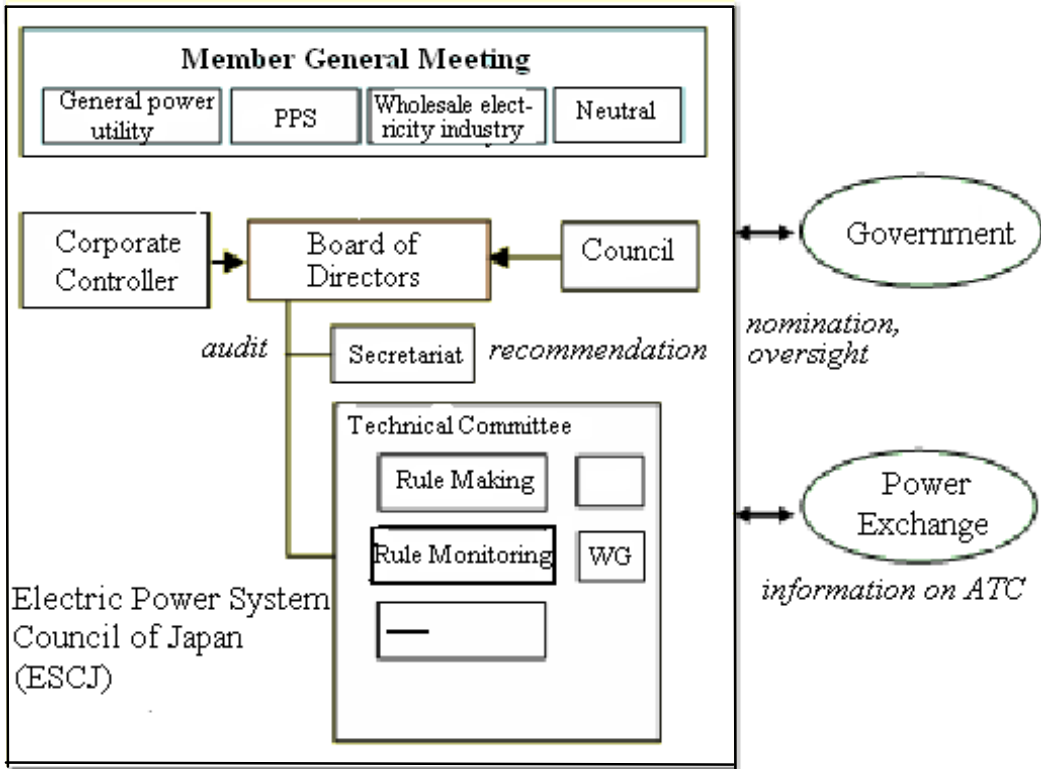 Member General Meeting
General power
utility
PPS
Wholesale elect-
ricity industry
Neutral
Corporate
Controller
Board of
Directors
Council
Government
audit
Secretariat
recommendation
nomination,
oversight
Technical Committee
Rule Making
Rule Monitoring
WG
Power
Exchange
information on ATC
Electric Power System
Council of Japan
(ESCJ)